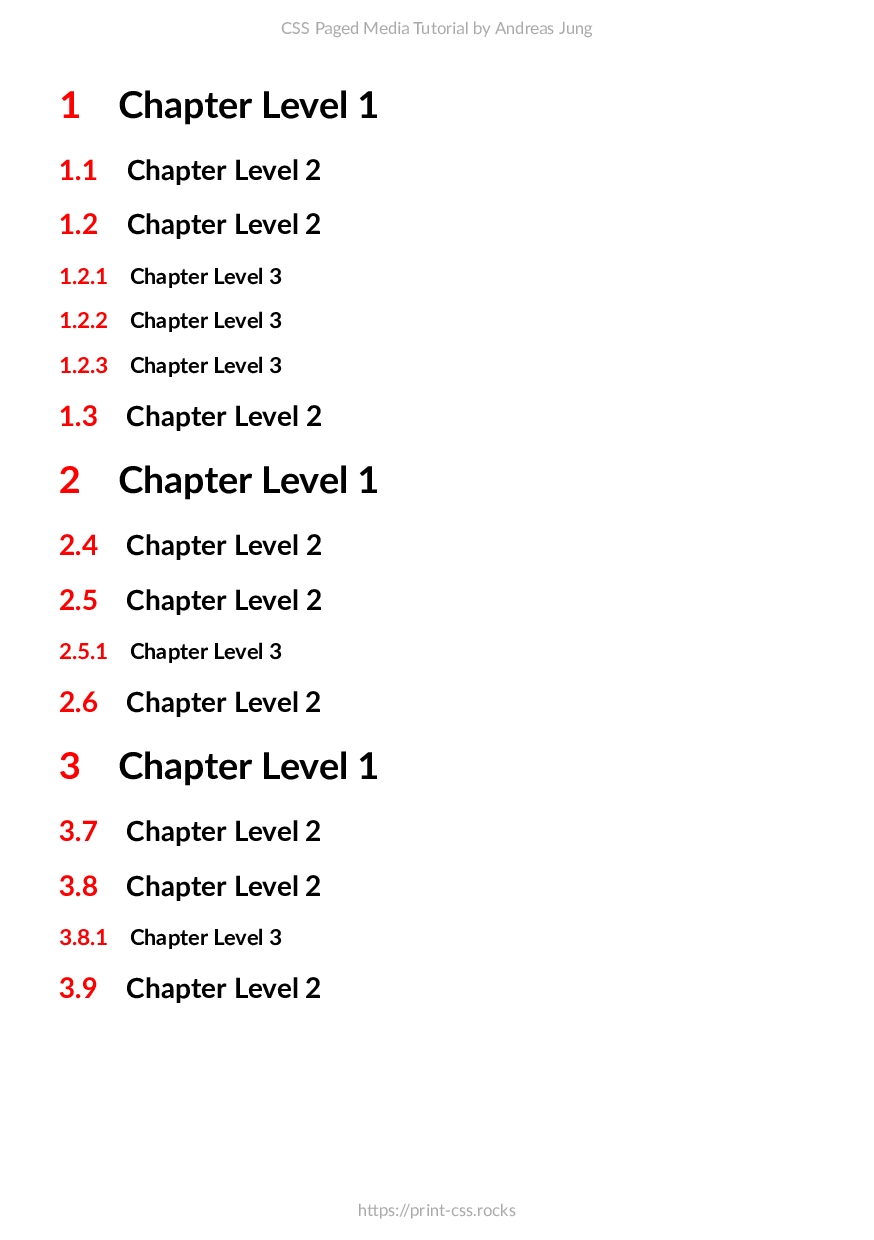 CSS Paged Media Tutorial by Andreas Jung
1 Chapter Level 1
1.1 Chapter Level 2
1.2 Chapter Level 2
1.2.1 Chapter Level 3
1.2.2 Chapter Level 3
1.2.3 Chapter Level 3
1.3 Chapter Level 2
2 Chapter Level 1
2.4 Chapter Level 2
2.5 Chapter Level 2
2.5.1 Chapter Level 3
2.6 Chapter Level 2
3 Chapter Level 1
3.7 Chapter Level 2
3.8 Chapter Level 2
3.8.1 Chapter Level 3
3.9 Chapter Level 2
https://print-css.rocks